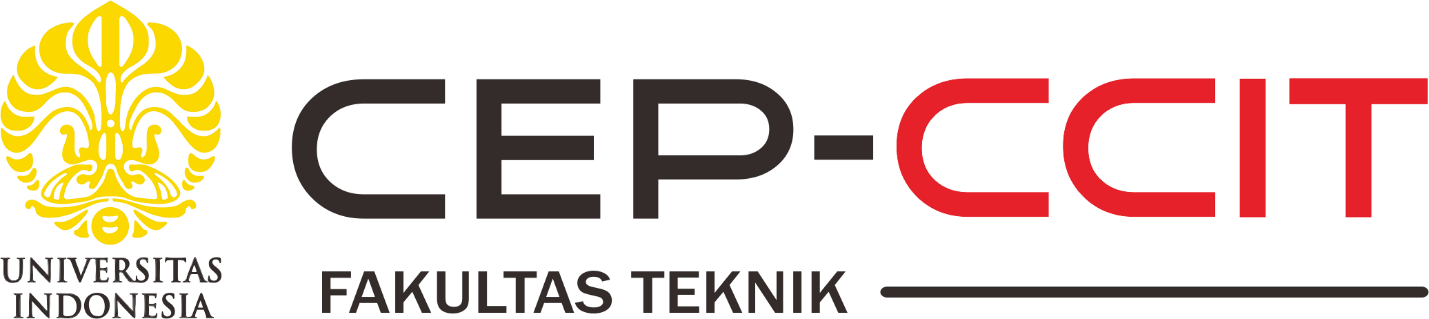 UNIVERSITAS
INDONESIA
CEP-CCIT
FAKULTAS TEKNIK